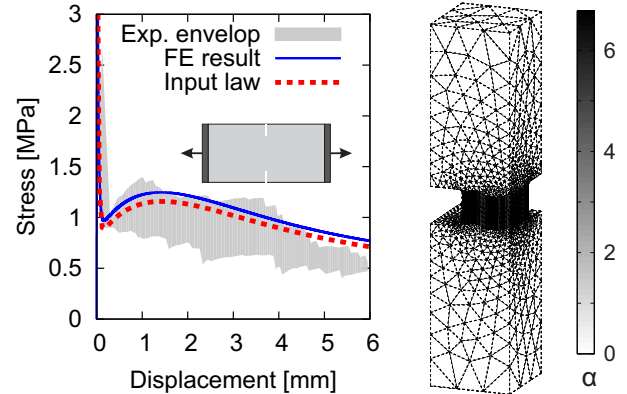 Exp. envelop
FE result
Input law
Stress [MPa]
3
2.5
2
1.5
1
0.5
0
0 1 2 3 4 5 6
Displacement [mm]
6
4
2
0
α